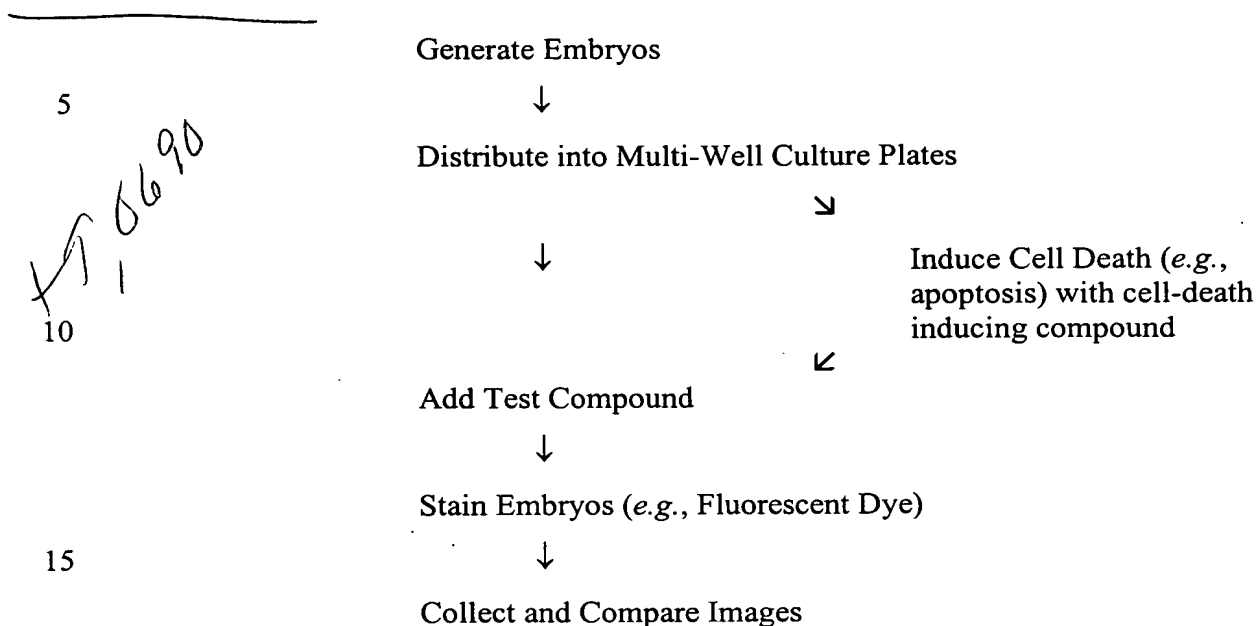 Generate Embryos
5
↓
Distribute into Multi-Well Culture Plates
↘
↓
Induce Cell Death (e.g.,
apoptosis) with cell-death
10
inducing compound
↙
Add Test Compound
↓
Stain Embryos (e.g., Fluorescent Dye)
15
↓
Collect and Compare Images